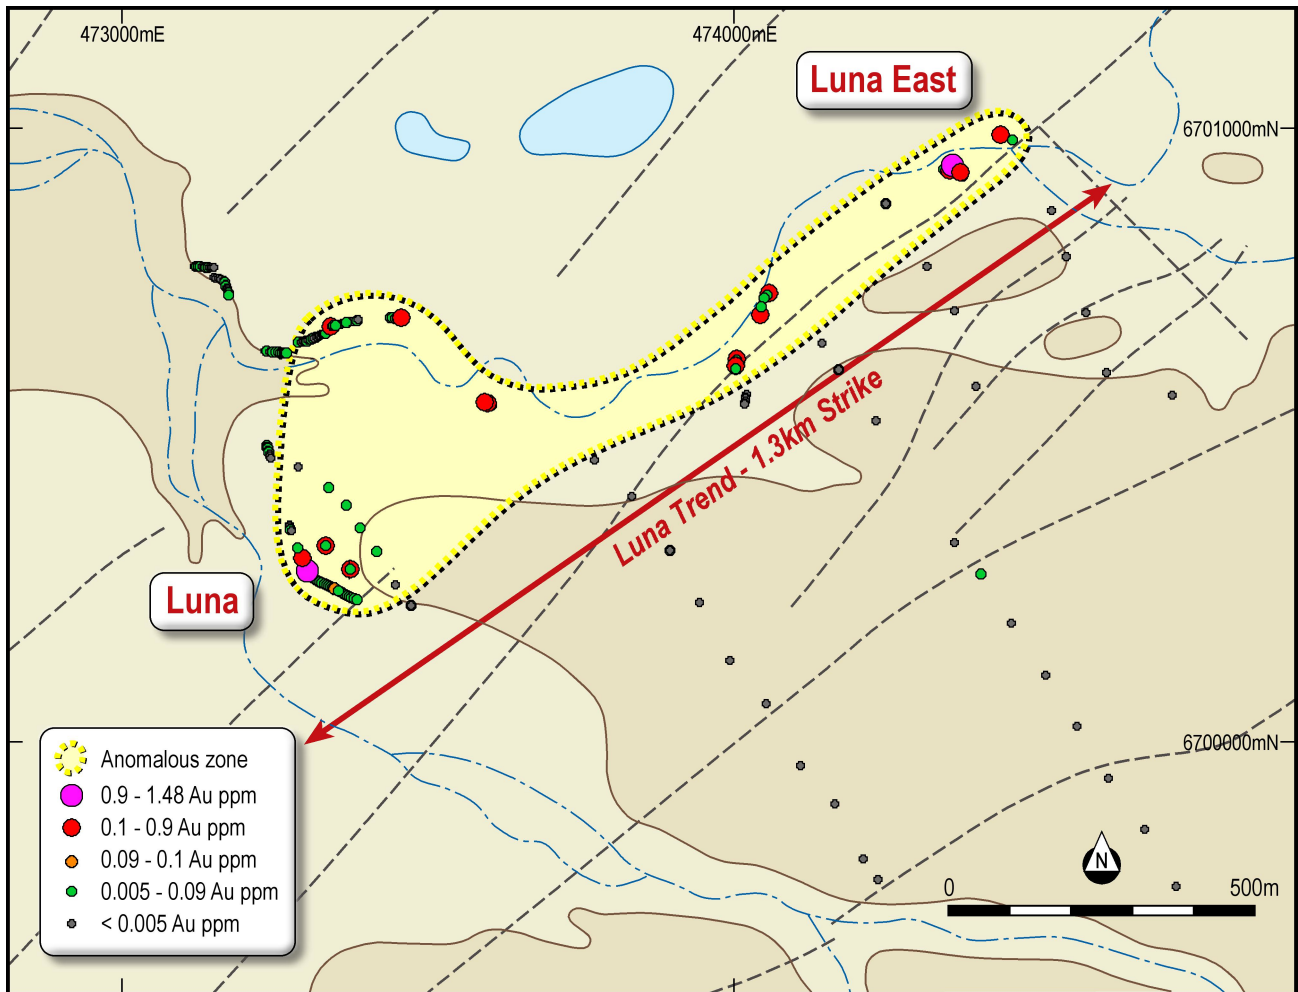 473000mE
474000mE
Luna East
6701000mN
Luna Trend - 1.3km Strike
Luna
6700000mN
Anomalous zone
0.9 - 1.48 Au ppm
0.1 - 0.9 Au ppm
0.09 - 0.1 Au ppm
0.005 - 0.09 Au ppm
< 0.005 Au ppm
N
0 500m